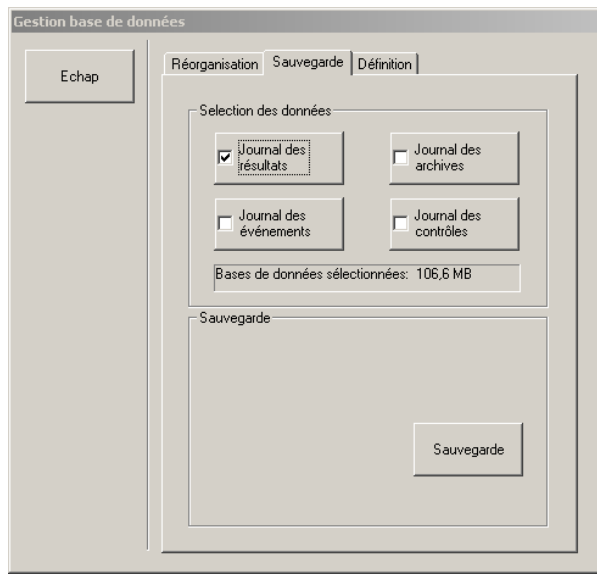 Gestion base de données
Echap
Réorganisation
Sauvegarde
Définition
Selection des données
Journal des
résultats
Journal des
archives
Journal des
événements
Journal des
contrôles
Bases de données sélectionnées: 106,6 MB
Sauvegarde
Sauvegarde